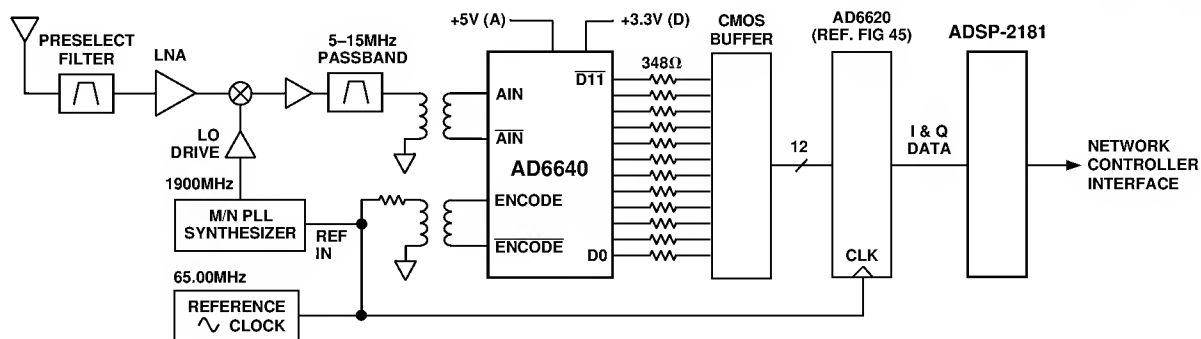 PRESELECT
FILTER
LNA
5–15MHz
PASSBAND
LO
DRIVE
1900MHz
M/N PLL
SYNTHESIZER
REF
IN
65.00MHz
REFERENCE
CLOCK
+5V (A)
+3.3V (D)
AIN
AIN
AD6640
ENCODE
ENCODE
D11
D0
348Ω
CMOS
BUFFER
12
AD6620
(REF. FIG 45)
CLK
I & Q
DATA
ADSP-2181
NETWORK
CONTROLLER
INTERFACE